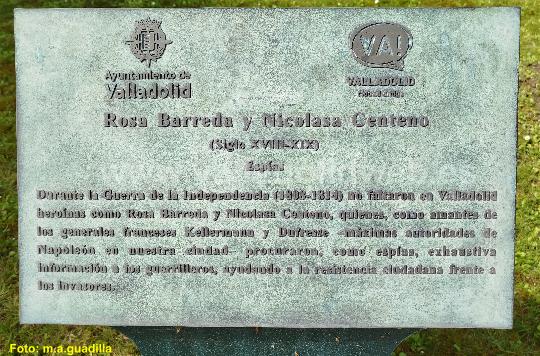 Ayuntamiento de
Valladolid
VA!
VALLADOLID
Rosa Barreda y Nicolasa Centeno
(Siglo XVIII-XIX)
Espías
Durante la Guerra de la Independencia (1808-1814) no faltaron en Valladolid
heroínas como Rosa Barreda y Nicolasa Centeno, quienes, como amantes de
los generales franceses Kellermann y Dufresse -máximas autoridades de
Napoleón en nuestra ciudad- procuraron, como espías, exhaustiva
información a los guerrilleros, ayudando a la resistencia ciudadana frente a
los invasores.
Foto: m.a.guadilla